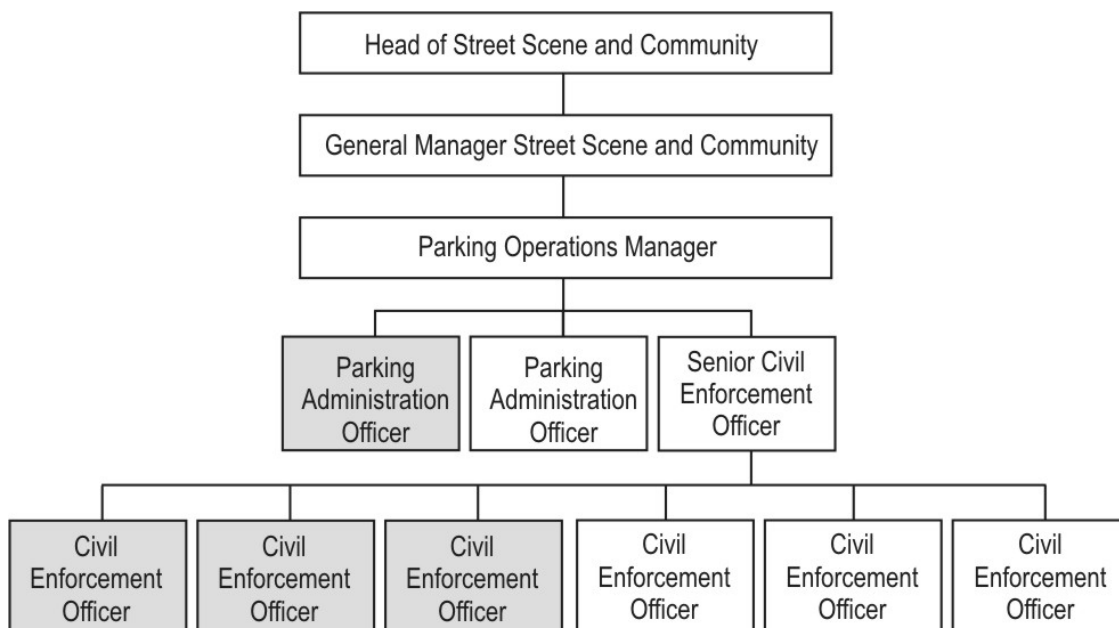 Head of Street Scene and Community
General Manager Street Scene and Community
Parking Operations Manager
Parking
Administration
Officer
Parking
Administration
Officer
Senior Civil
Enforcement
Officer
Civil
Enforcement
Officer
Civil
Enforcement
Officer
Civil
Enforcement
Officer
Civil
Enforcement
Officer
Civil
Enforcement
Officer
Civil
Enforcement
Officer